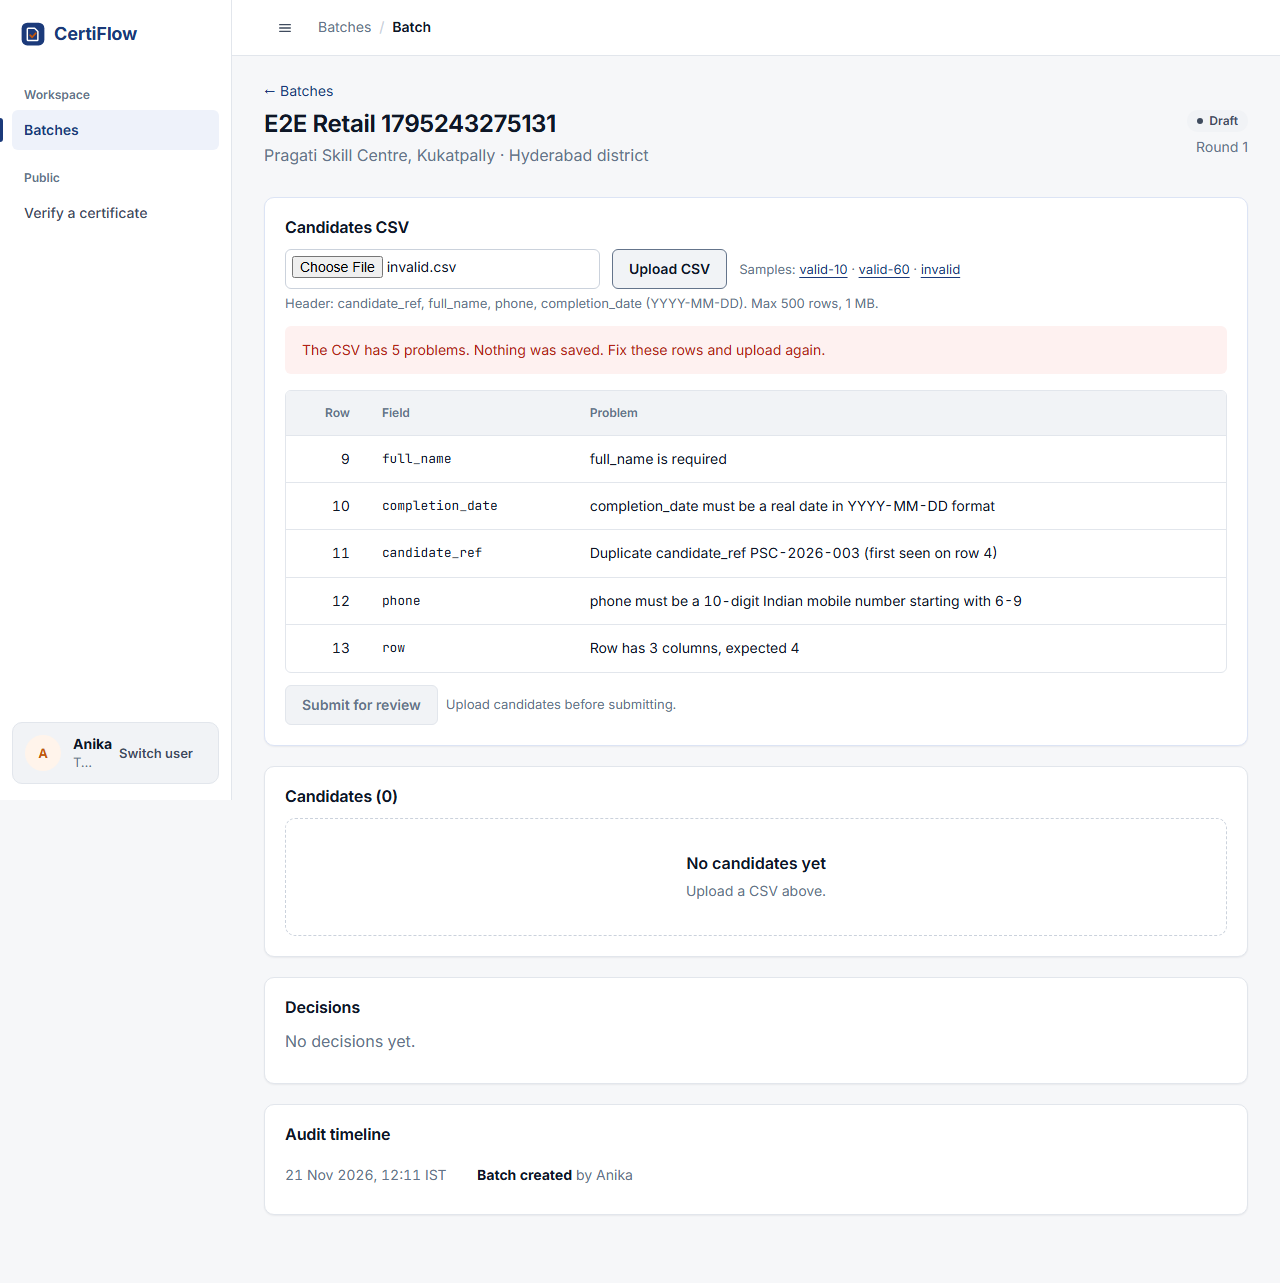 CertiFlow
Workspace
Batches
Public
Verify a certificate
A
Anika
T...
Switch user
Batches / Batch
← Batches
E2E Retail 1795243275131
Pragati Skill Centre, Kukatpally · Hyderabad district
Draft
Round 1
Candidates CSV
Choose File invalid.csv
Upload CSV
Samples: valid-10 · valid-60 · invalid
Header: candidate_ref, full_name, phone, completion_date (YYYY-MM-DD). Max 500 rows, 1 MB.
The CSV has 5 problems. Nothing was saved. Fix these rows and upload again.
Row Field Problem
9 full_name full_name is required
10 completion_date completion_date must be a real date in YYYY-MM-DD format
11 candidate_ref Duplicate candidate_ref PSC-2026-003 (first seen on row 4)
12 phone phone must be a 10-digit Indian mobile number starting with 6-9
13 row Row has 3 columns, expected 4
Submit for review Upload candidates before submitting.
Candidates (0)
No candidates yet
Upload a CSV above.
Decisions
No decisions yet.
Audit timeline
21 Nov 2026, 12:11 IST Batch created by Anika